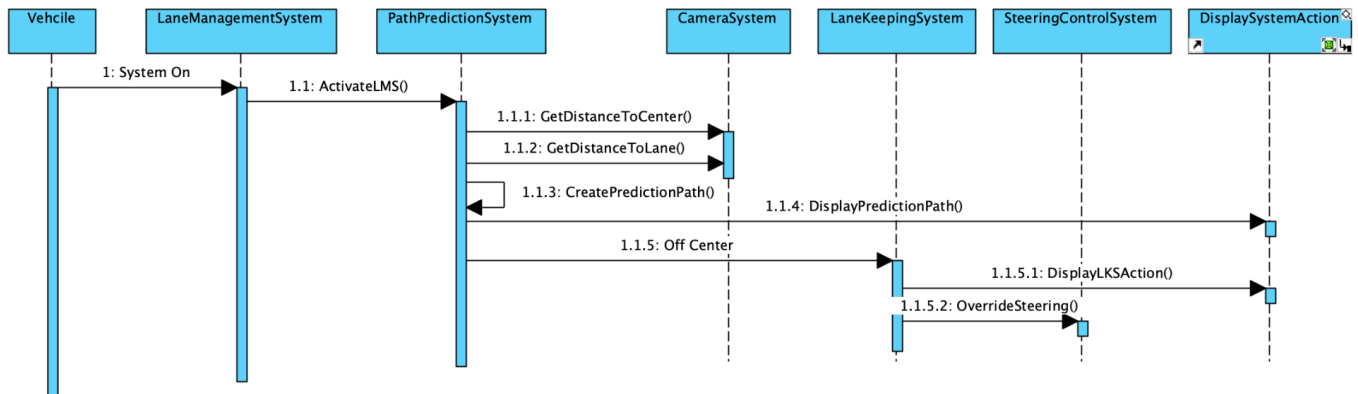 Vehcile
LaneManagementSystem
PathPredictionSystem
CameraSystem
LaneKeepingSystem
SteeringControlSystem
DisplaySystemAction
1: System On
1.1: ActivateLMS()
1.1.1: GetDistanceToCenter()
1.1.2: GetDistanceToLane()
1.1.3: CreatePredictionPath()
1.1.4: DisplayPredictionPath()
1.1.5: Off Center
1.1.5.1: DisplayLKSAction()
1.1.5.2: OverrideSteering()